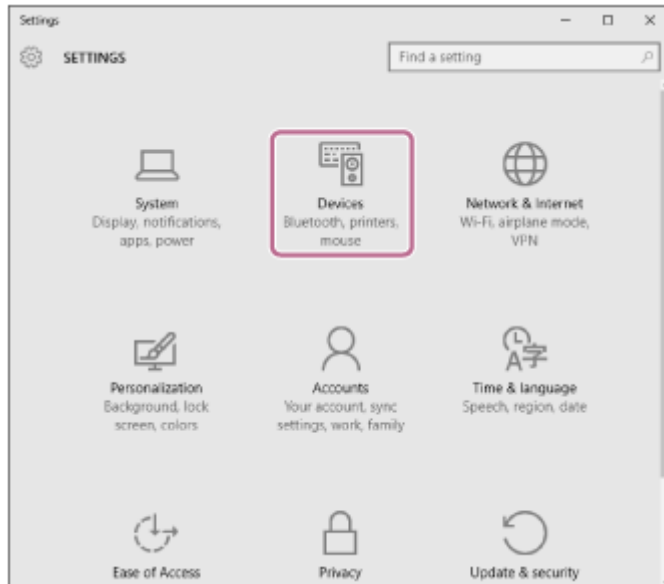 Settings
SETTINGS
Find a setting
System
Display, notifications,
apps, power
Devices
Bluetooth, printers,
mouse
Network & Internet
Wi-Fi, airplane mode,
VPN
Personalization
Background, lock
screen, colors
Accounts
Your account, sync
settings, work, family
Time & language
Speech, region, date
Ease of Access
Privacy
Update & security